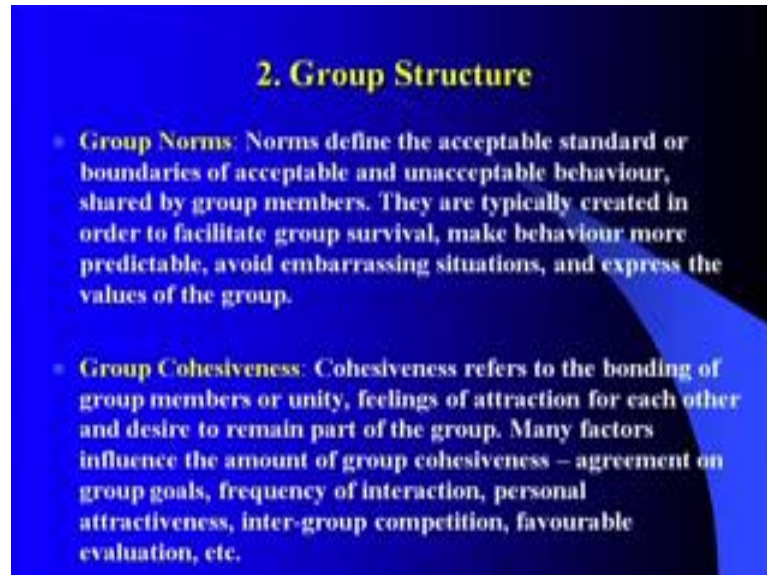 2. Group Structure
Group Norms: Norms define the acceptable standard or
boundaries of acceptable and unacceptable behaviour,
shared by group members. They are typically created in
order to facilitate group survival, make behaviour more
predictable, avoid embarrassing situations, and express the
values of the group.
Group Cohesiveness: Cohesiveness refers to the bonding of
group members or unity, feelings of attraction for each other
and desire to remain part of the group. Many factors
influence the amount of group cohesiveness – agreement on
group goals, frequency of interaction, personal
attractiveness, inter-group competition, favourable
evaluation, etc.